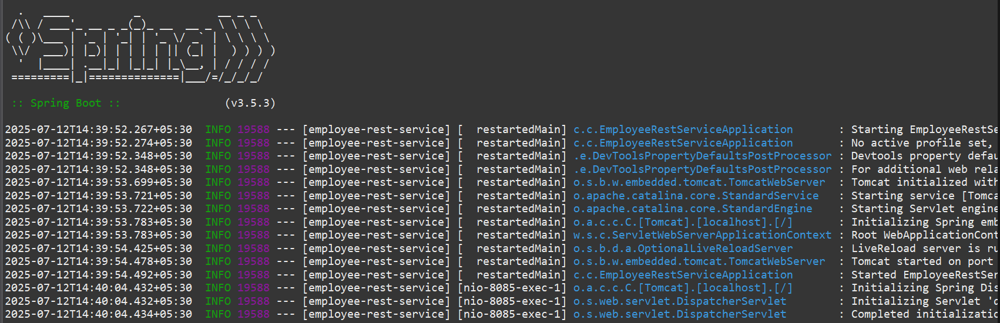 .   ____          _            __ _ _
 /\\ / ___'_ __ _ _(_)_ __  __ _ \ \ \ \
( ( )\___ | '_ | '_| | '_ \/ _` | \ \ \ \
 \\/  ___)| |_)| | | | | || (_| |  ) ) ) )
  '  |____| .__|_| |_|_| |_\__, | / / / /
 =========|_|==============|___/=/_/_/_/
 :: Spring Boot ::                (v3.5.3)
2025-07-12T14:39:52.267+05:30  INFO 19588 --- [employee-rest-service] [  restartedMain] c.c.EmployeeRestServiceApplication       : Starting EmployeeRestSe
2025-07-12T14:39:52.274+05:30  INFO 19588 --- [employee-rest-service] [  restartedMain] c.c.EmployeeRestServiceApplication       : No active profile set,
2025-07-12T14:39:52.348+05:30  INFO 19588 --- [employee-rest-service] [  restartedMain] .e.DevToolsPropertyDefaultsPostProcessor : Devtools property defau
2025-07-12T14:39:52.348+05:30  INFO 19588 --- [employee-rest-service] [  restartedMain] .e.DevToolsPropertyDefaultsPostProcessor : For additional web rela
2025-07-12T14:39:53.699+05:30  INFO 19588 --- [employee-rest-service] [  restartedMain] o.s.b.w.embedded.tomcat.TomcatWebServer  : Tomcat initialized with
2025-07-12T14:39:53.721+05:30  INFO 19588 --- [employee-rest-service] [  restartedMain] o.apache.catalina.core.StandardService   : Starting service [Tomca
2025-07-12T14:39:53.722+05:30  INFO 19588 --- [employee-rest-service] [  restartedMain] o.apache.catalina.core.StandardEngine    : Starting Servlet engine
2025-07-12T14:39:53.783+05:30  INFO 19588 --- [employee-rest-service] [  restartedMain] o.a.c.c.C.[Tomcat].[localhost].[/]       : Initializing Spring emb
2025-07-12T14:39:53.783+05:30  INFO 19588 --- [employee-rest-service] [  restartedMain] w.s.c.ServletWebServerApplicationContext : Root WebApplicationCont
2025-07-12T14:39:54.425+05:30  INFO 19588 --- [employee-rest-service] [  restartedMain] o.s.b.d.a.OptionalLiveReloadServer       : LiveReload server is ru
2025-07-12T14:39:54.478+05:30  INFO 19588 --- [employee-rest-service] [  restartedMain] o.s.b.w.embedded.tomcat.TomcatWebServer  : Tomcat started on port
2025-07-12T14:39:54.492+05:30  INFO 19588 --- [employee-rest-service] [  restartedMain] c.c.EmployeeRestServiceApplication       : Started EmployeeRestSer
2025-07-12T14:40:04.432+05:30  INFO 19588 --- [employee-rest-service] [nio-8085-exec-1] o.a.c.c.C.[Tomcat].[localhost].[/]       : Initializing Spring Dis
2025-07-12T14:40:04.432+05:30  INFO 19588 --- [employee-rest-service] [nio-8085-exec-1] o.s.web.servlet.DispatcherServlet        : Initializing Servlet 'd
2025-07-12T14:40:04.434+05:30  INFO 19588 --- [employee-rest-service] [nio-8085-exec-1] o.s.web.servlet.DispatcherServlet        : Completed initializatio